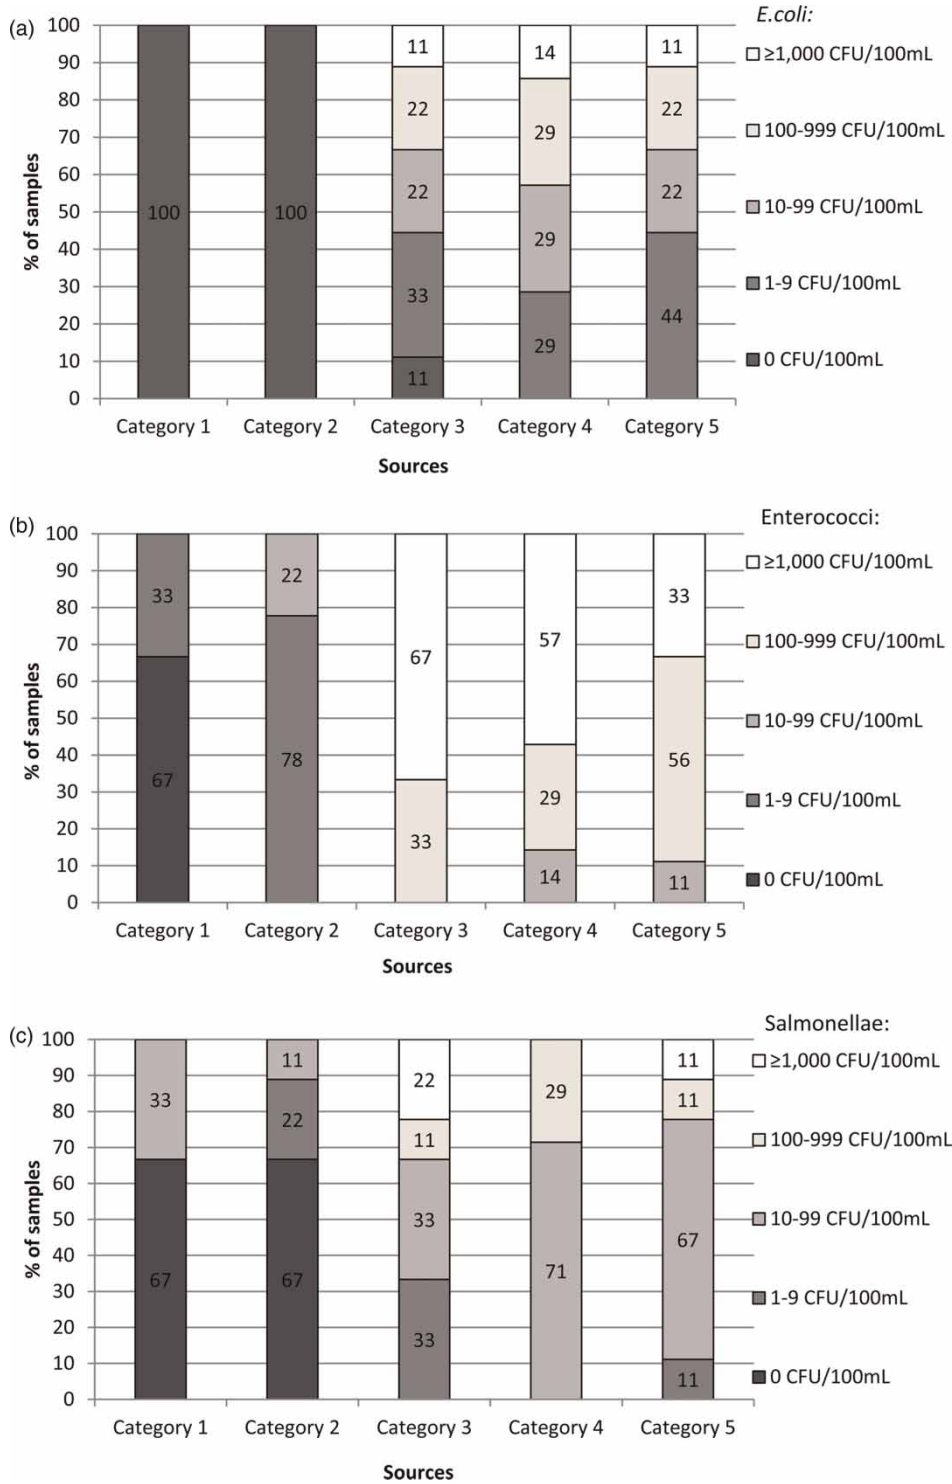 (a)
E.coli:
100
90
80
70
60
50
40
30
20
10
0
% of samples
100
100
11
22
22
33
11
14
29
29
29
11
22
22
44
≥1,000 CFU/100mL
100-999 CFU/100mL
10-99 CFU/100mL
1-9 CFU/100mL
0 CFU/100mL
Category 1 Category 2 Category 3 Category 4 Category 5
Sources
(b)
Enterococci:
100
90
80
70
60
50
40
30
20
10
0
% of samples
33
67
22
78
67
33
57
29
14
33
56
11
≥1,000 CFU/100mL
100-999 CFU/100mL
10-99 CFU/100mL
1-9 CFU/100mL
0 CFU/100mL
Category 1 Category 2 Category 3 Category 4 Category 5
Sources
(c)
Salmonellae:
100
90
80
70
60
50
40
30
20
10
0
% of samples
33
67
11
22
67
22
11
33
33
29
71
11
11
67
11
≥1,000 CFU/100mL
100-999 CFU/100mL
10-99 CFU/100mL
1-9 CFU/100mL
0 CFU/100mL
Category 1 Category 2 Category 3 Category 4 Category 5
Sources